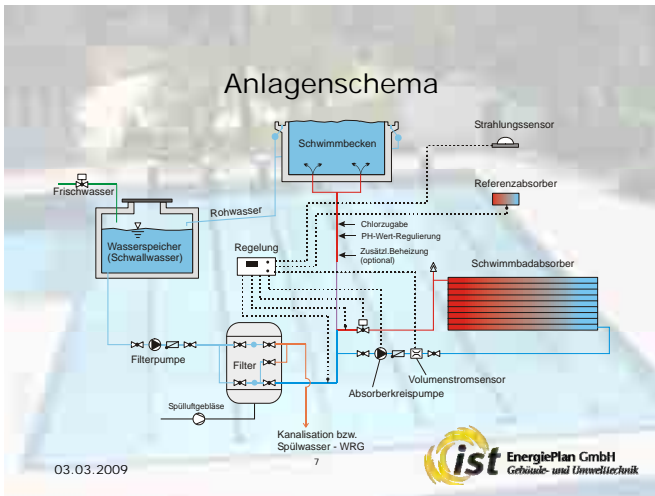 Anlagenschema
Strahlungssensor
Schwimmbecken
Referenzabsorber
Frischwasser
Rohwasser
Chlorzugabe
PH-Wert-Regulierung
Wasserspeicher
(Schwallwasser)
Regelung
Zusätzl.Beheizung
(optional)
Schwimmbadabsorber
Filterpumpe
Filter
Volumenstromsensor
Absorberkreispumpe
Spülluftgebläse
Kanalisation bzw.
Spülwasser - WRG
7
03.03.2009
ist
EnergiePlan GmbH
Gebäude- und Umwelttechnik